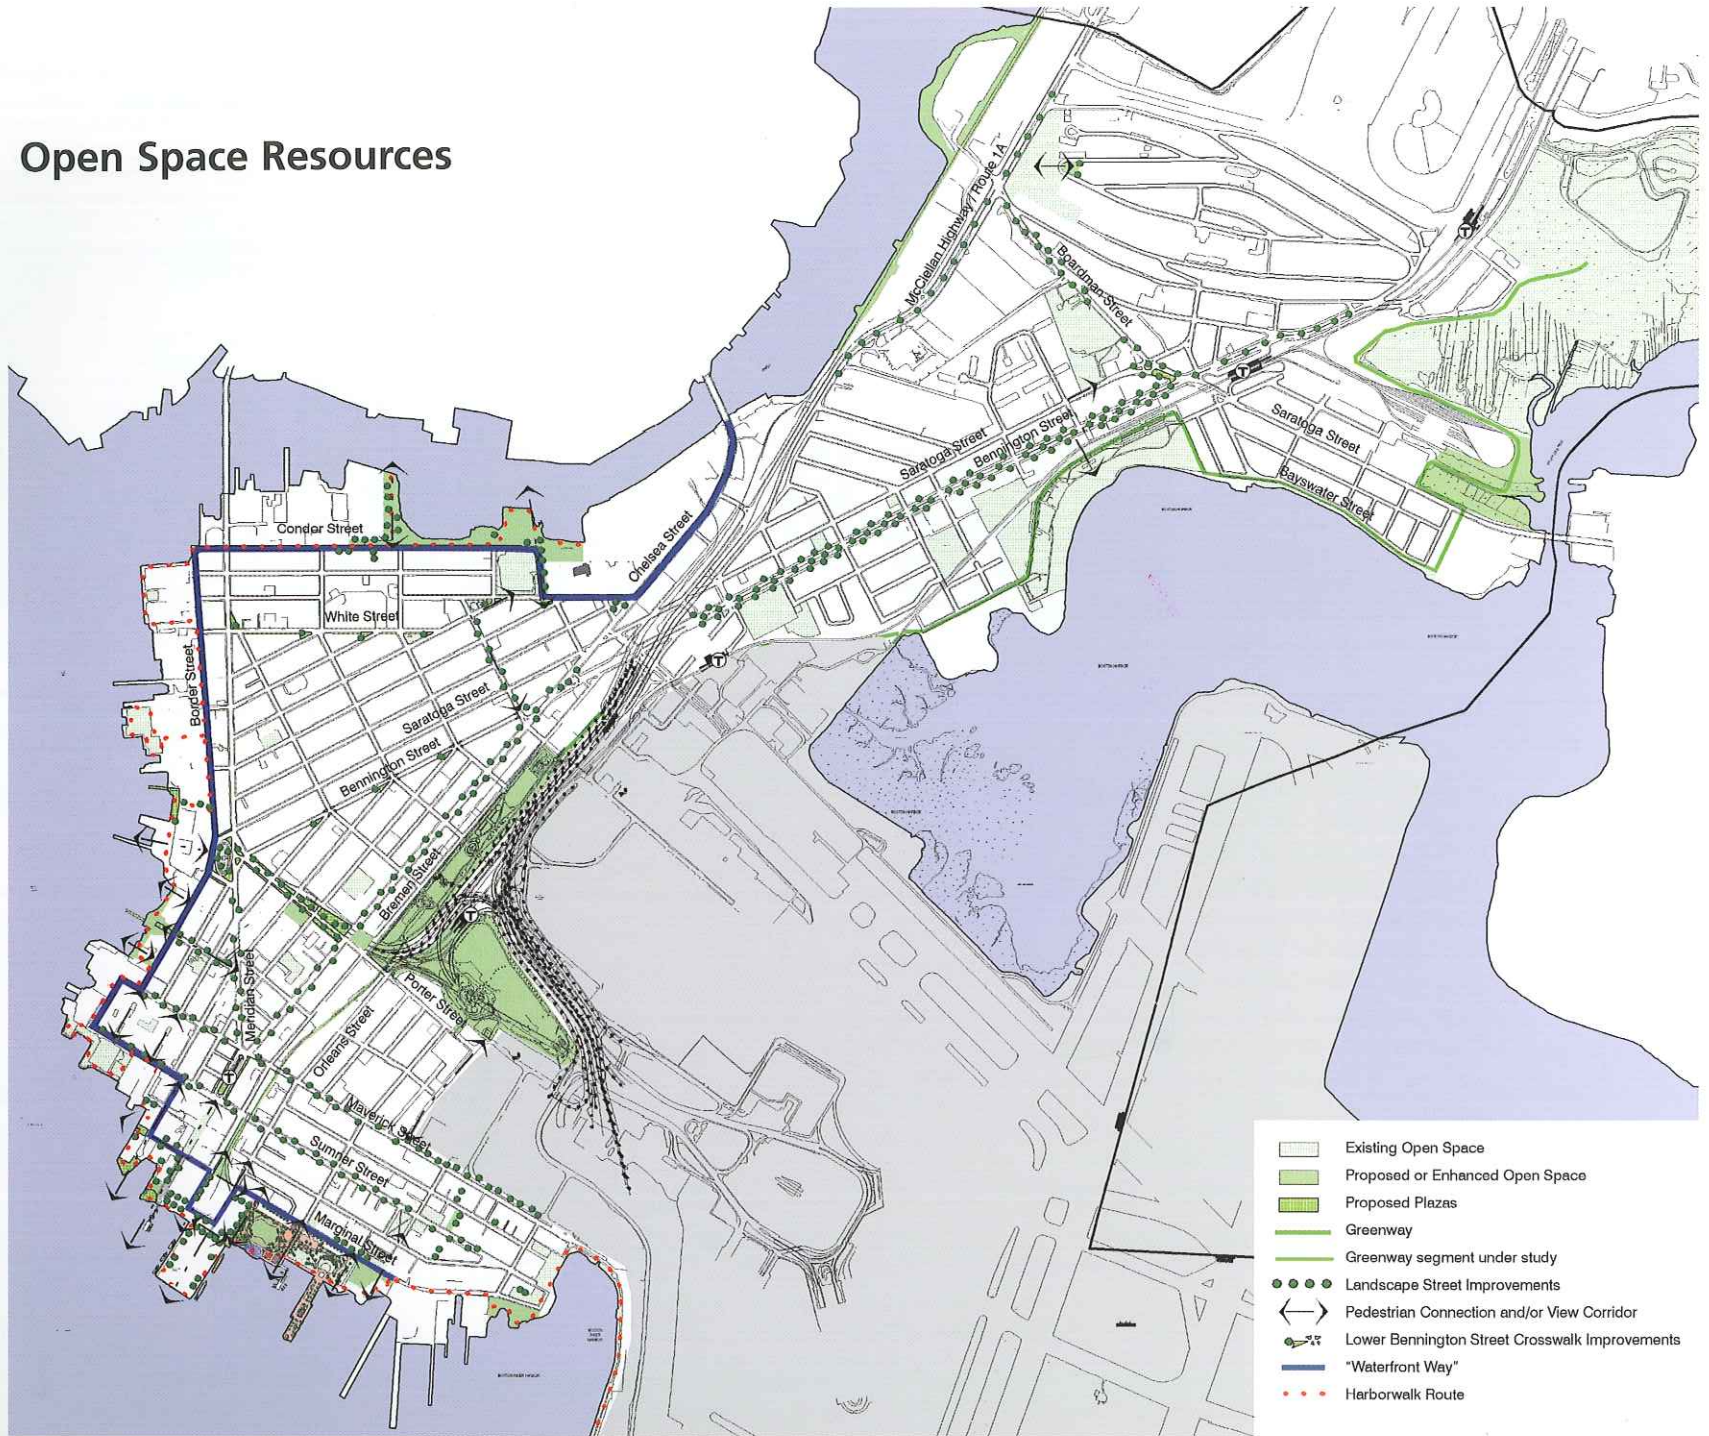 Open Space Resources
McClellan Highway / Route 1A
Boardman Street
Saratoga Street
Bennington Street
Saratoga Street
Bayswater Street
Condor Street
Chelsea Street
White Street
Border Street
Saratoga Street
Bennington Street
Bremen Street
Meridian Street
Porter Street
Orleans Street
Maverick Street
Sumner Street
Marginal Street
T
T
T
T
T
Existing Open Space
Proposed or Enhanced Open Space
Proposed Plazas
Greenway
Greenway segment under study
Landscape Street Improvements
Pedestrian Connection and/or View Corridor
Lower Bennington Street Crosswalk Improvements
"Waterfront Way"
Harborwalk Route